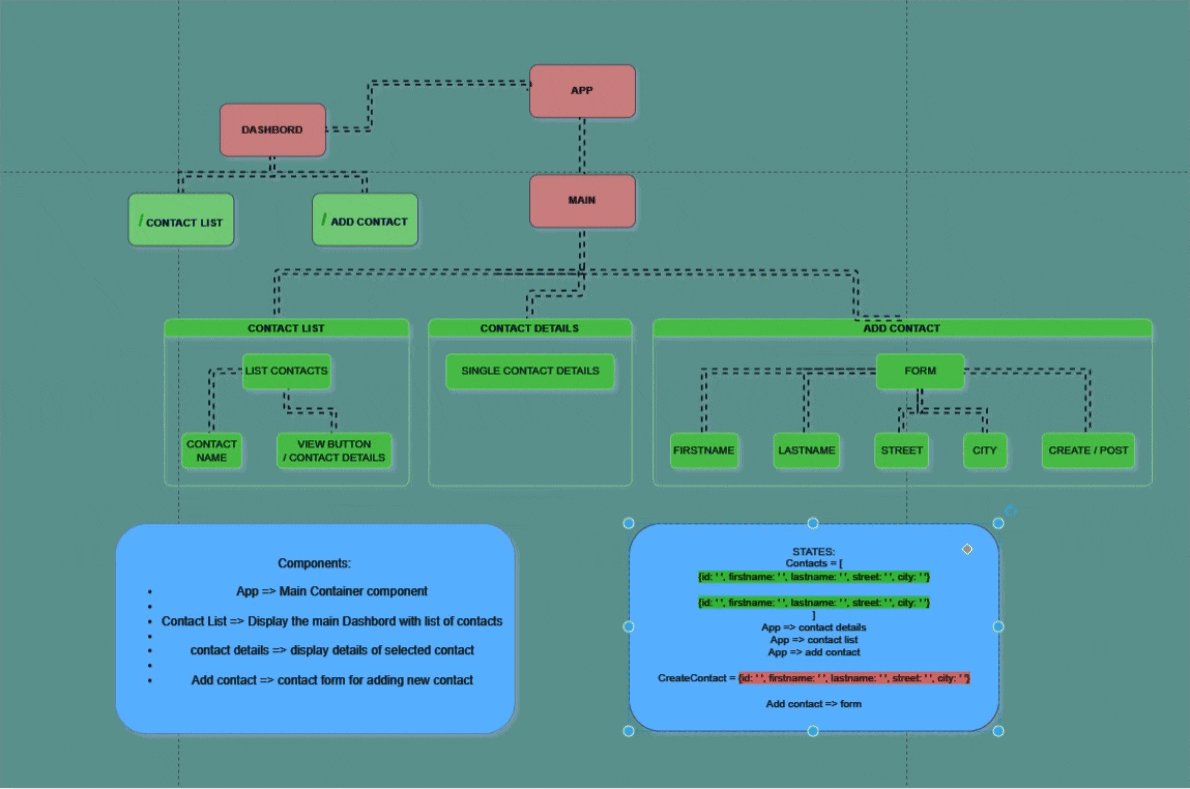 APP
DASHBORD
MAIN
/ CONTACT LIST
/ ADD CONTACT
CONTACT LIST
CONTACT DETAILS
ADD CONTACT
LIST CONTACTS
SINGLE CONTACT DETAILS
FORM
CONTACT
NAME
VIEW BUTTON
/ CONTACT DETAILS
FIRSTNAME
LASTNAME
STREET
CITY
CREATE / POST
Components:
App => Main Container component
Contact List => Display the main Dashbord with list of contacts
contact details => display details of selected contact
Add contact => contact form for adding new contact
STATES:
Contacts = [
{id: ' ', firstname: ' ', lastname: ' ', street: ' ', city: ' '}
{id: ' ', firstname: ' ', lastname: ' ', street: ' ', city: ' '}
]
App => contact details
App => contact list
App => add contact
CreateContact = {id: ' ', firstname: ' ', lastname: ' ', street: ' ', city: ' '}
Add contact => form